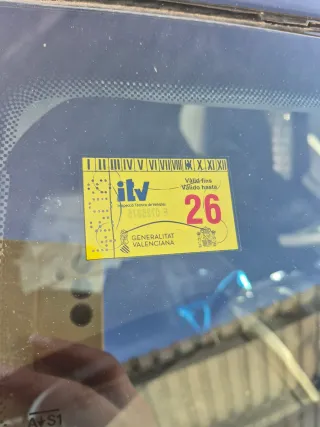 I II III IV V VI VII VIII IX X XI XII
itv
Vàlid fins
Válido hasta
26
Inspecció Tècnica de Vehicles
GENERALITAT
VALENCIANA
A S1